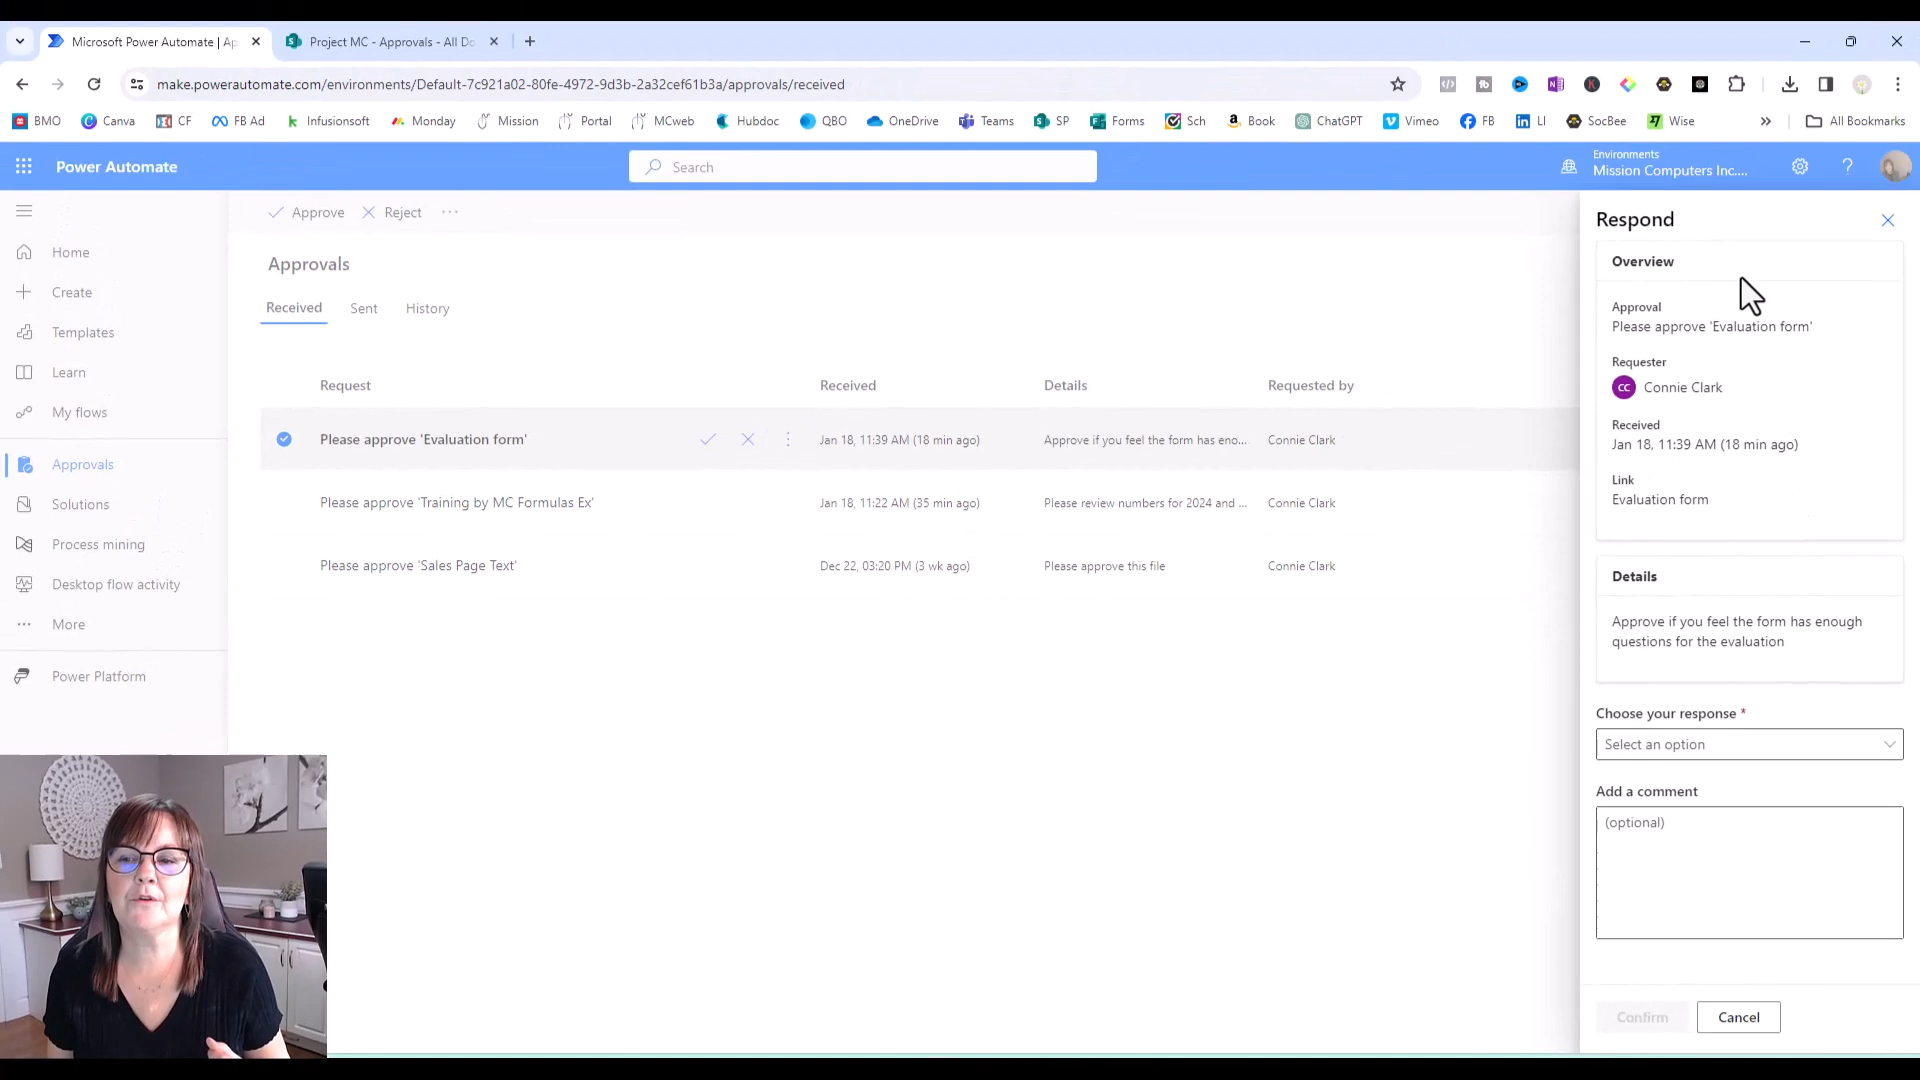 Microsoft Power Automate | Ap
Project MC - Approvals - All Do
make.powerautomate.com/environments/Default-7c921a02-80fe-4972-9d3b-2a32cef61b3a/approvals/received
BMO
Canva
CF
FB Ad
Infusionsoft
Monday
Mission
Portal
MCweb
Hubdoc
QBO
OneDrive
Teams
SP
Forms
Sch
Book
ChatGPT
Vimeo
FB
LI
SocBee
Wise
All Bookmarks
Power Automate
Search
Environments
Mission Computers Inc....
Home
Create
Templates
Learn
My flows
Approvals
Solutions
Process mining
Desktop flow activity
More
Power Platform
Approve
Reject
Approvals
Received
Sent
History
Request
Received
Details
Requested by
Please approve 'Evaluation form'
Jan 18, 11:39 AM (18 min ago)
Approve if you feel the form has eno...
Connie Clark
Please approve 'Training by MC Formulas Ex'
Jan 18, 11:22 AM (35 min ago)
Please review numbers for 2024 and ...
Connie Clark
Please approve 'Sales Page Text'
Dec 22, 03:20 PM (3 wk ago)
Please approve this file
Connie Clark
Respond
Overview
Approval
Please approve 'Evaluation form'
Requester
CC Connie Clark
Received
Jan 18, 11:39 AM (18 min ago)
Link
Evaluation form
Details
Approve if you feel the form has enough
questions for the evaluation
Choose your response *
Select an option
Add a comment
(optional)
Confirm
Cancel